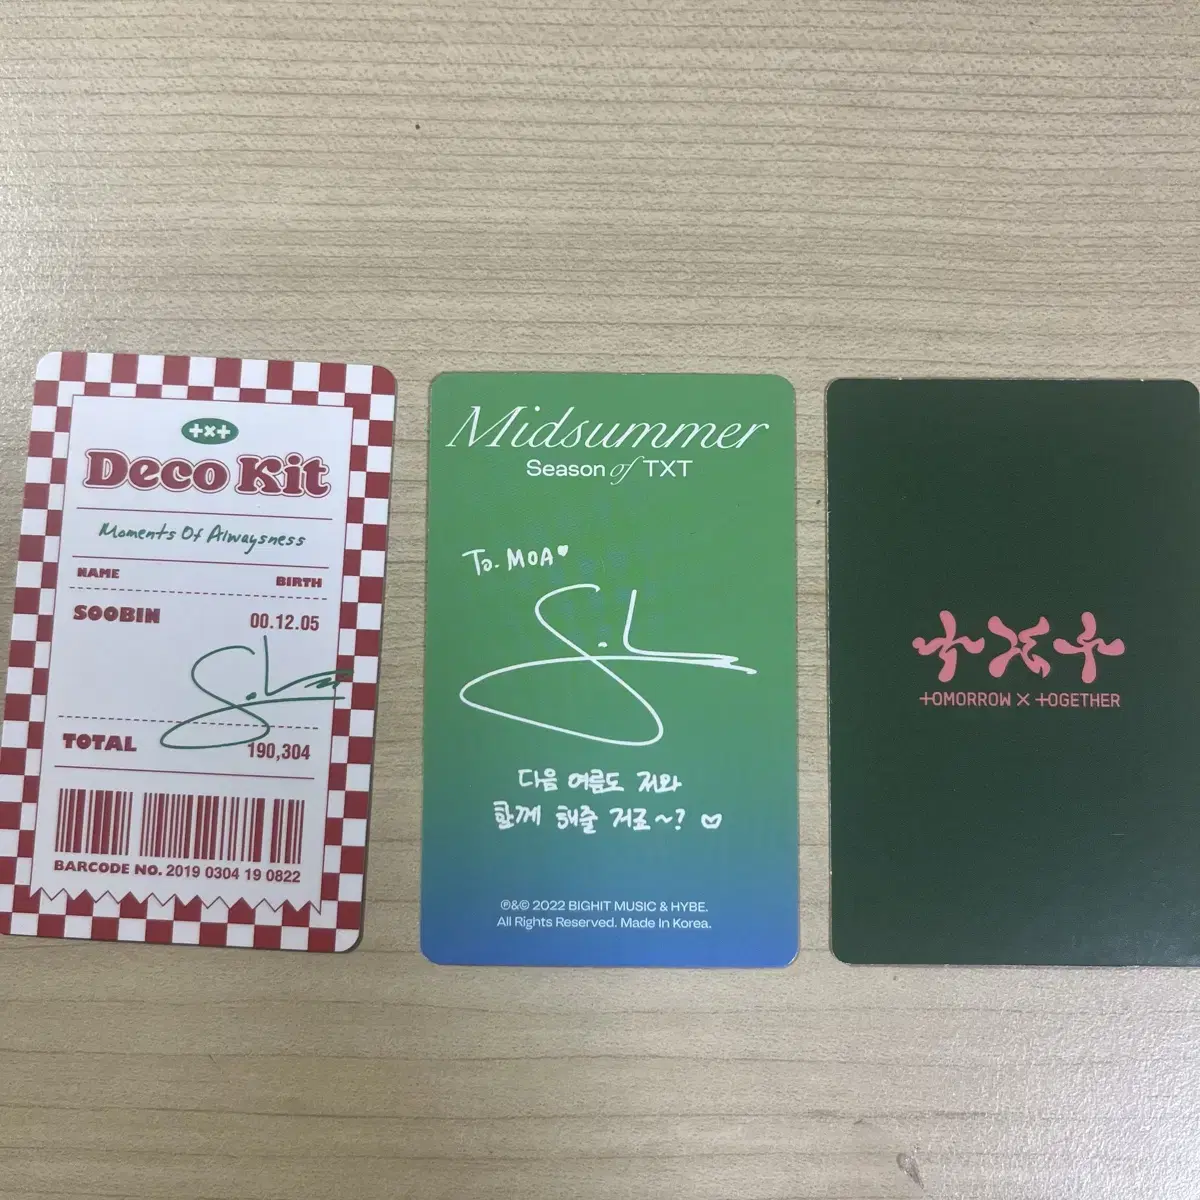 +×+
Deco Kit
Moments Of Alwaysness
NAME BIRTH
SOOBIN 00.12.05
TOTAL 190,304
BARCODE NO. 2019 0304 19 0822
Midsummer
Season of TXT
To. MOA♥
다음 여름도 저와
함께 해줄 거죠~? ♡
℗&© 2022 BIGHIT MUSIC & HYBE.
All Rights Reserved. Made In Korea.
+×+
+OMORROW × +OGETHER